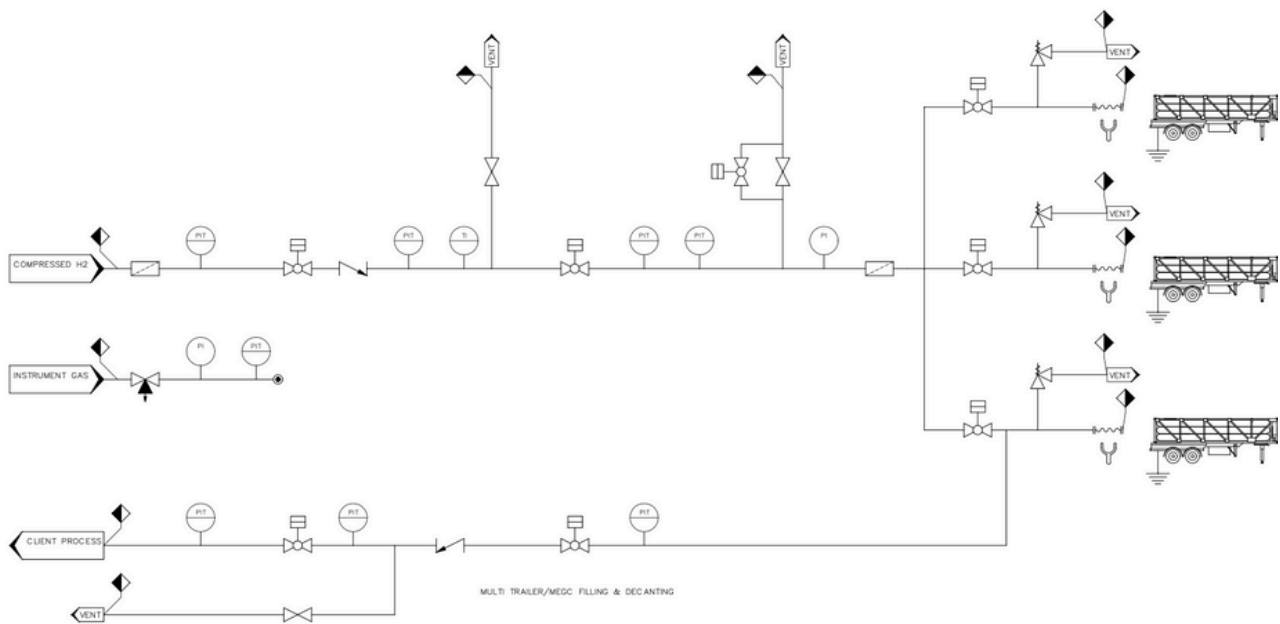 VENT
VENT
VENT
PIT
PIT
TI
PIT
PIT
PI
VENT
COMPRESSED H2
PI
PIT
INSTRUMENT GAS
VENT
PIT
PIT
PIT
CLIENT PROCESS
MULTI TRAILER/MEGC FILLING & DECANTING
VENT